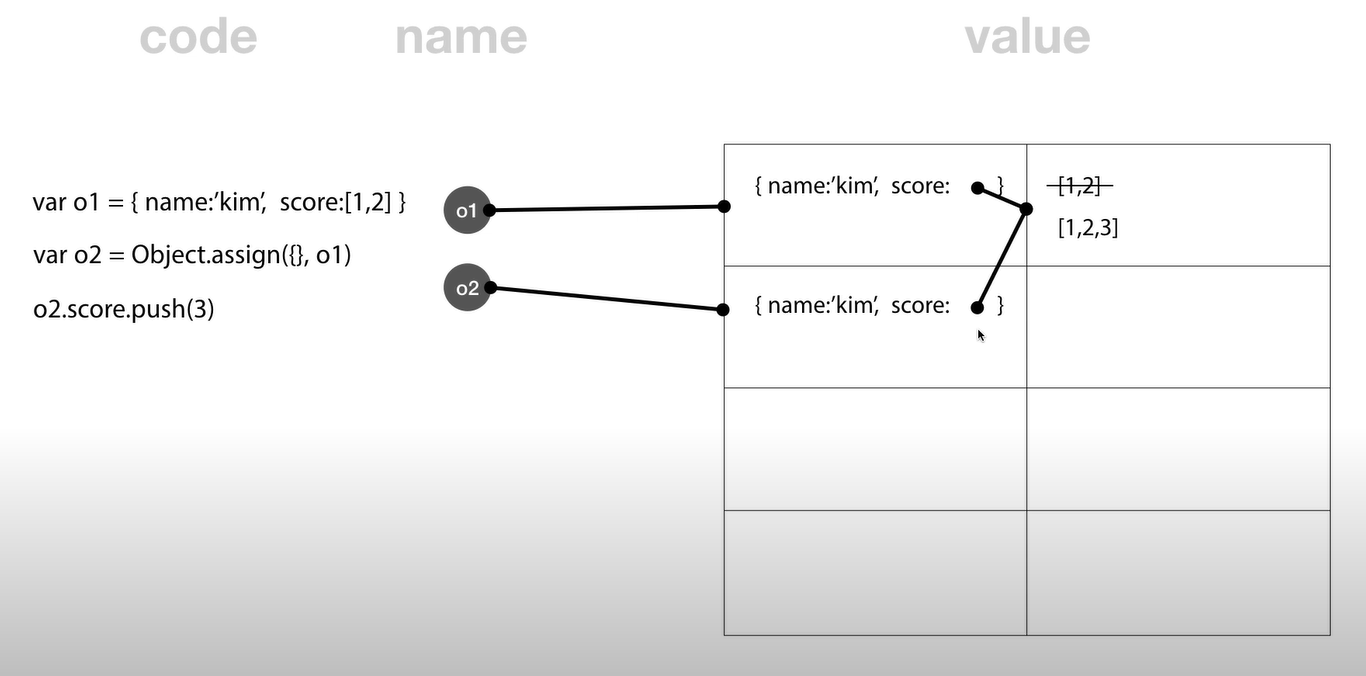 code name value
var o1 = { name:’kim’, score:[1,2] }
var o2 = Object.assign({}, o1)
o2.score.push(3)
o1
o2
{ name:’kim’, score: }
[1,2]
[1,2,3]
{ name:’kim’, score: }